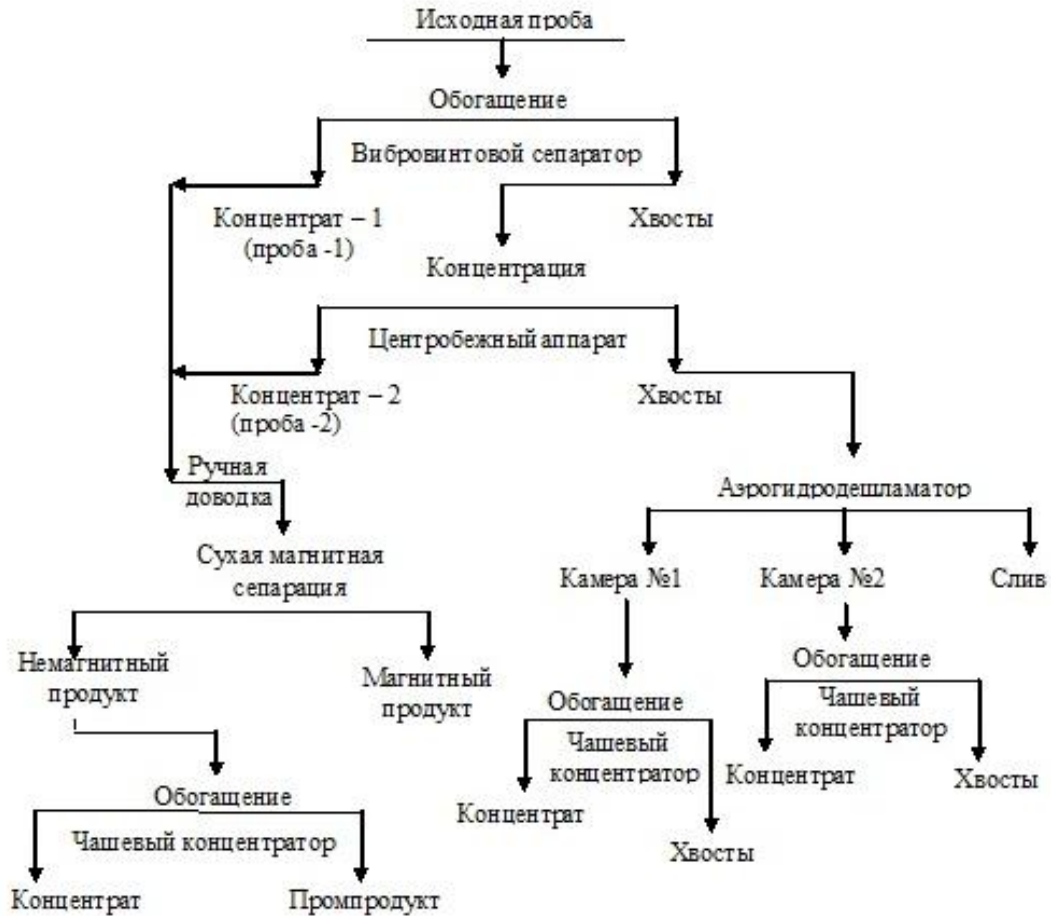 Исходная проба
Обогащение
Вибровинтовой сепаратор
Концентрат – 1
(проба -1)
Хвосты
Концентрация
Центробежный аппарат
Концентрат – 2
(проба -2)
Хвосты
Ручная
доводка
Аэрогидродешламатор
Сухая магнитная
сепарация
Камера №1
Камера №2
Слив
Немагнитный
продукт
Магнитный
продукт
Обогащение
Чашевый
концентратор
Концентрат
Хвосты
Обогащение
Чашевый
концентратор
Концентрат
Хвосты
Обогащение
Чашевый концентратор
Концентрат
Промпродукт